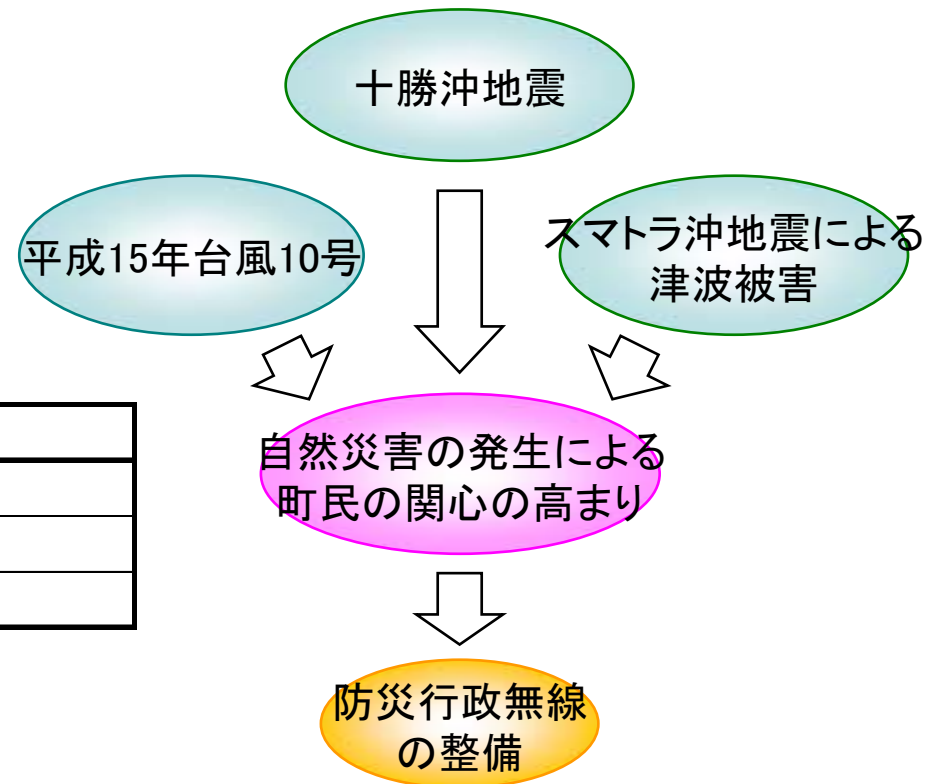 十勝沖地震
平成15年台風10号
スマトラ沖地震による
津波被害
自然災害の発生による
町民の関心の高まり
防災行政無線
の整備